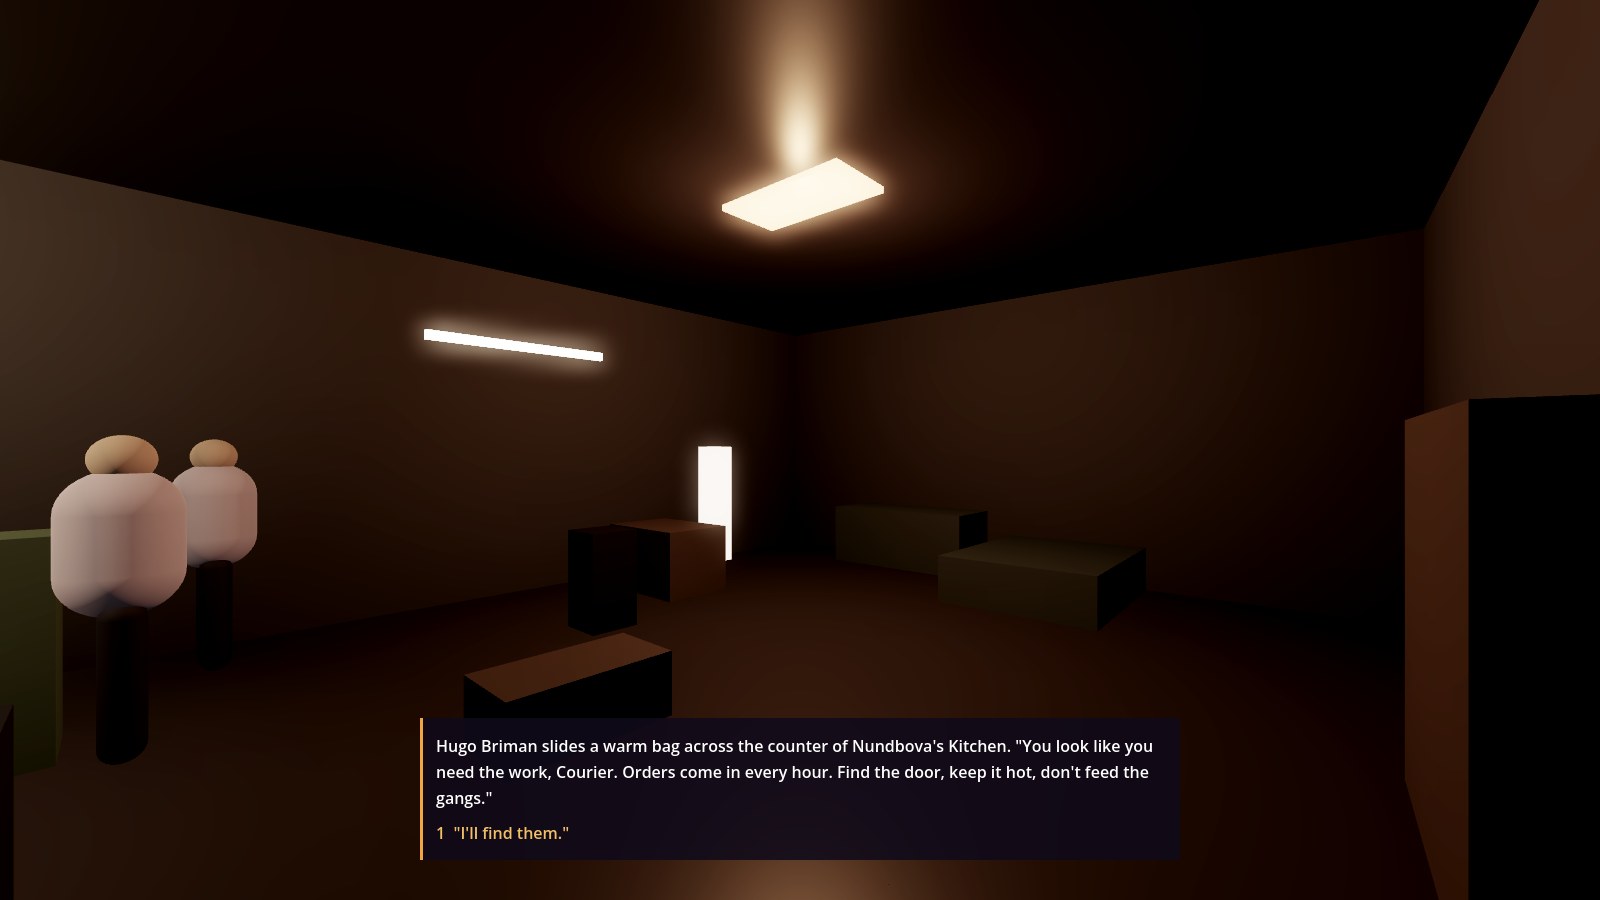 Hugo Briman slides a warm bag across the counter of Nundbova's Kitchen. "You look like you
need the work, Courier. Orders come in every hour. Find the door, keep it hot, don't feed the
gangs."
1 "I'll find them."